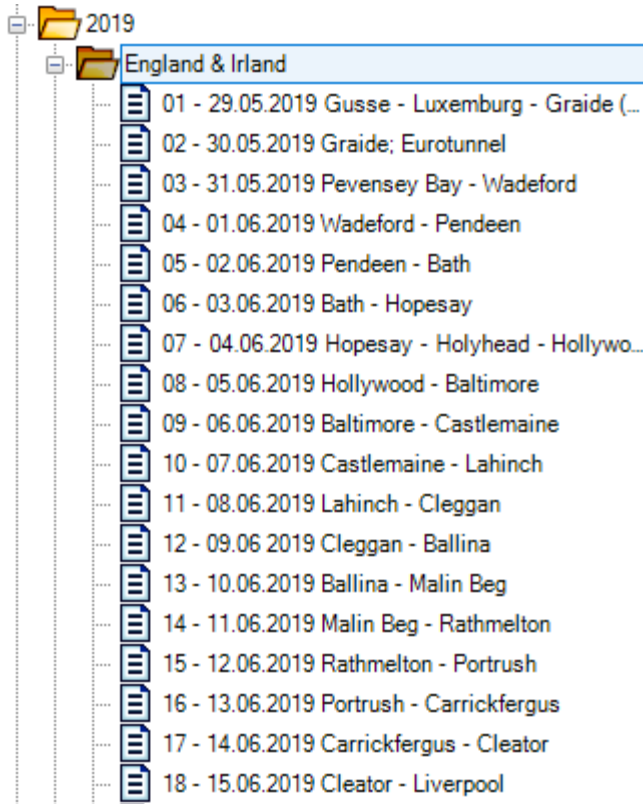 2019
England & Irland
01 - 29.05.2019 Gusse - Luxemburg - Graide (...
02 - 30.05.2019 Graide; Eurotunnel
03 - 31.05.2019 Pevensey Bay - Wadeford
04 - 01.06.2019 Wadeford - Pendeen
05 - 02.06.2019 Pendeen - Bath
06 - 03.06.2019 Bath - Hopesay
07 - 04.06.2019 Hopesay - Holyhead - Hollywo...
08 - 05.06.2019 Hollywood - Baltimore
09 - 06.06.2019 Baltimore - Castlemaine
10 - 07.06.2019 Castlemaine - Lahinch
11 - 08.06.2019 Lahinch - Cleggan
12 - 09.06 2019 Cleggan - Ballina
13 - 10.06.2019 Ballina - Malin Beg
14 - 11.06.2019 Malin Beg - Rathmelton
15 - 12.06.2019 Rathmelton - Portrush
16 - 13.06.2019 Portrush - Carrickfergus
17 - 14.06.2019 Carrickfergus - Cleator
18 - 15.06.2019 Cleator - Liverpool